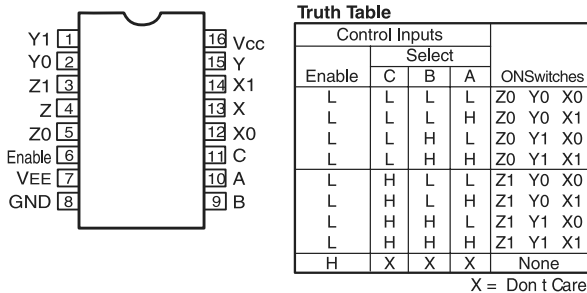 Y1 1 16 Vcc
Y0 2 15 Y
Z1 3 14 X1
Z 4 13 X
Z0 5 12 X0
Enable 6 11 C
VEE 7 10 A
GND 8 9 B
Truth Table
Control Inputs
Select
Enable C B A ONSwitches
L L L L Z0 Y0 X0
L L L H Z0 Y0 X1
L L H L Z0 Y1 X0
L L H H Z0 Y1 X1
L H L L Z1 Y0 X0
L H L H Z1 Y0 X1
L H H L Z1 Y1 X0
L H H H Z1 Y1 X1
H X X X None
X = Don t Care